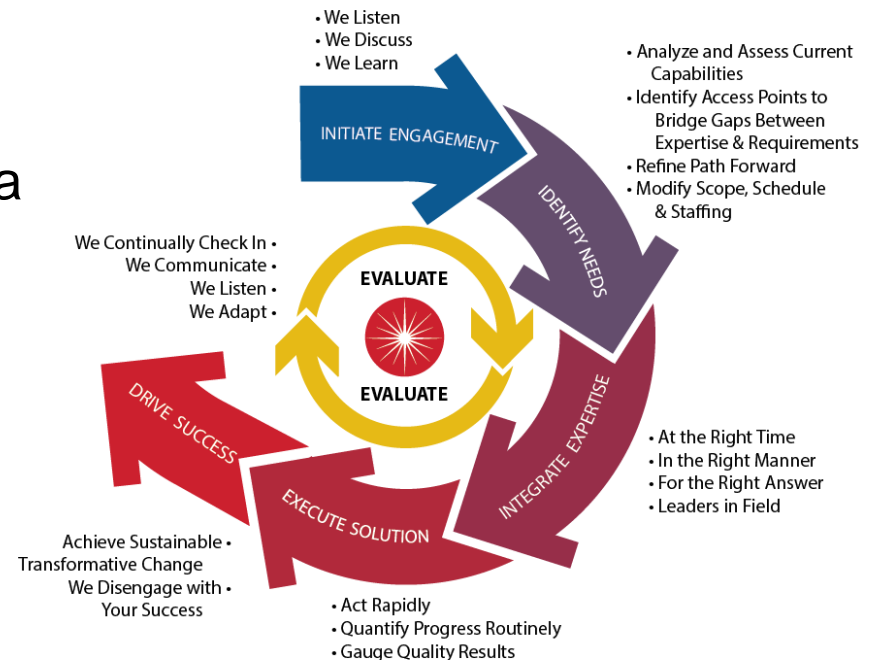 • We Listen
• We Discuss
• We Learn
INITIATE ENGAGEMENT
• Analyze and Assess Current
Capabilities
• Identify Access Points to
Bridge Gaps Between
Expertise & Requirements
• Refine Path Forward
• Modify Scope, Schedule
& Staffing
IDENTIFY NEEDS
a
We Continually Check In •
We Communicate •
We Listen •
We Adapt •
EVALUATE
EVALUATE
INTEGRATE EXPERTISE
• At the Right Time
• In the Right Manner
• For the Right Answer
• Leaders in Field
EXECUTE SOLUTION
• Act Rapidly
• Quantify Progress Routinely
• Gauge Quality Results
DRIVE SUCCESS
Achieve Sustainable •
Transformative Change
We Disengage with •
Your Success